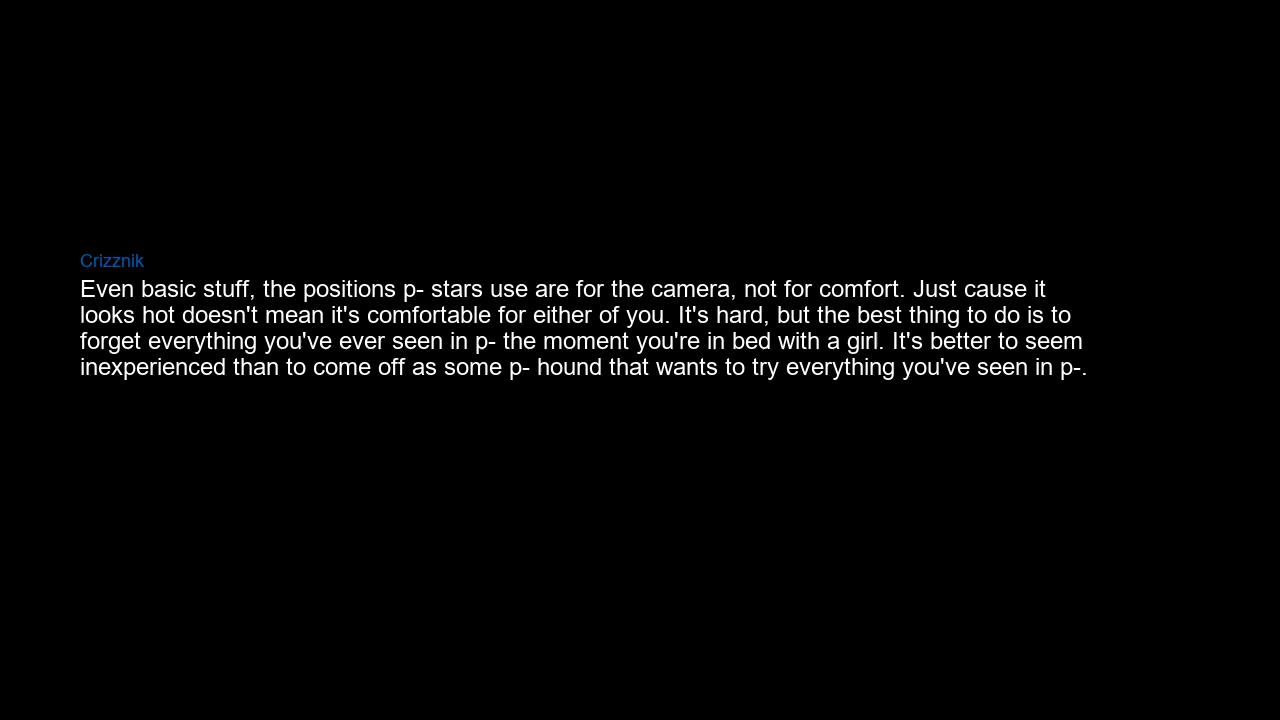 Crizznik
Even basic stuff, the positions p- stars use are for the camera, not for comfort. Just cause it
looks hot doesn't mean it's comfortable for either of you. It's hard, but the best thing to do is to
forget everything you've ever seen in p- the moment you're in bed with a girl. It's better to seem
inexperienced than to come off as some p- hound that wants to try everything you've seen in p-.